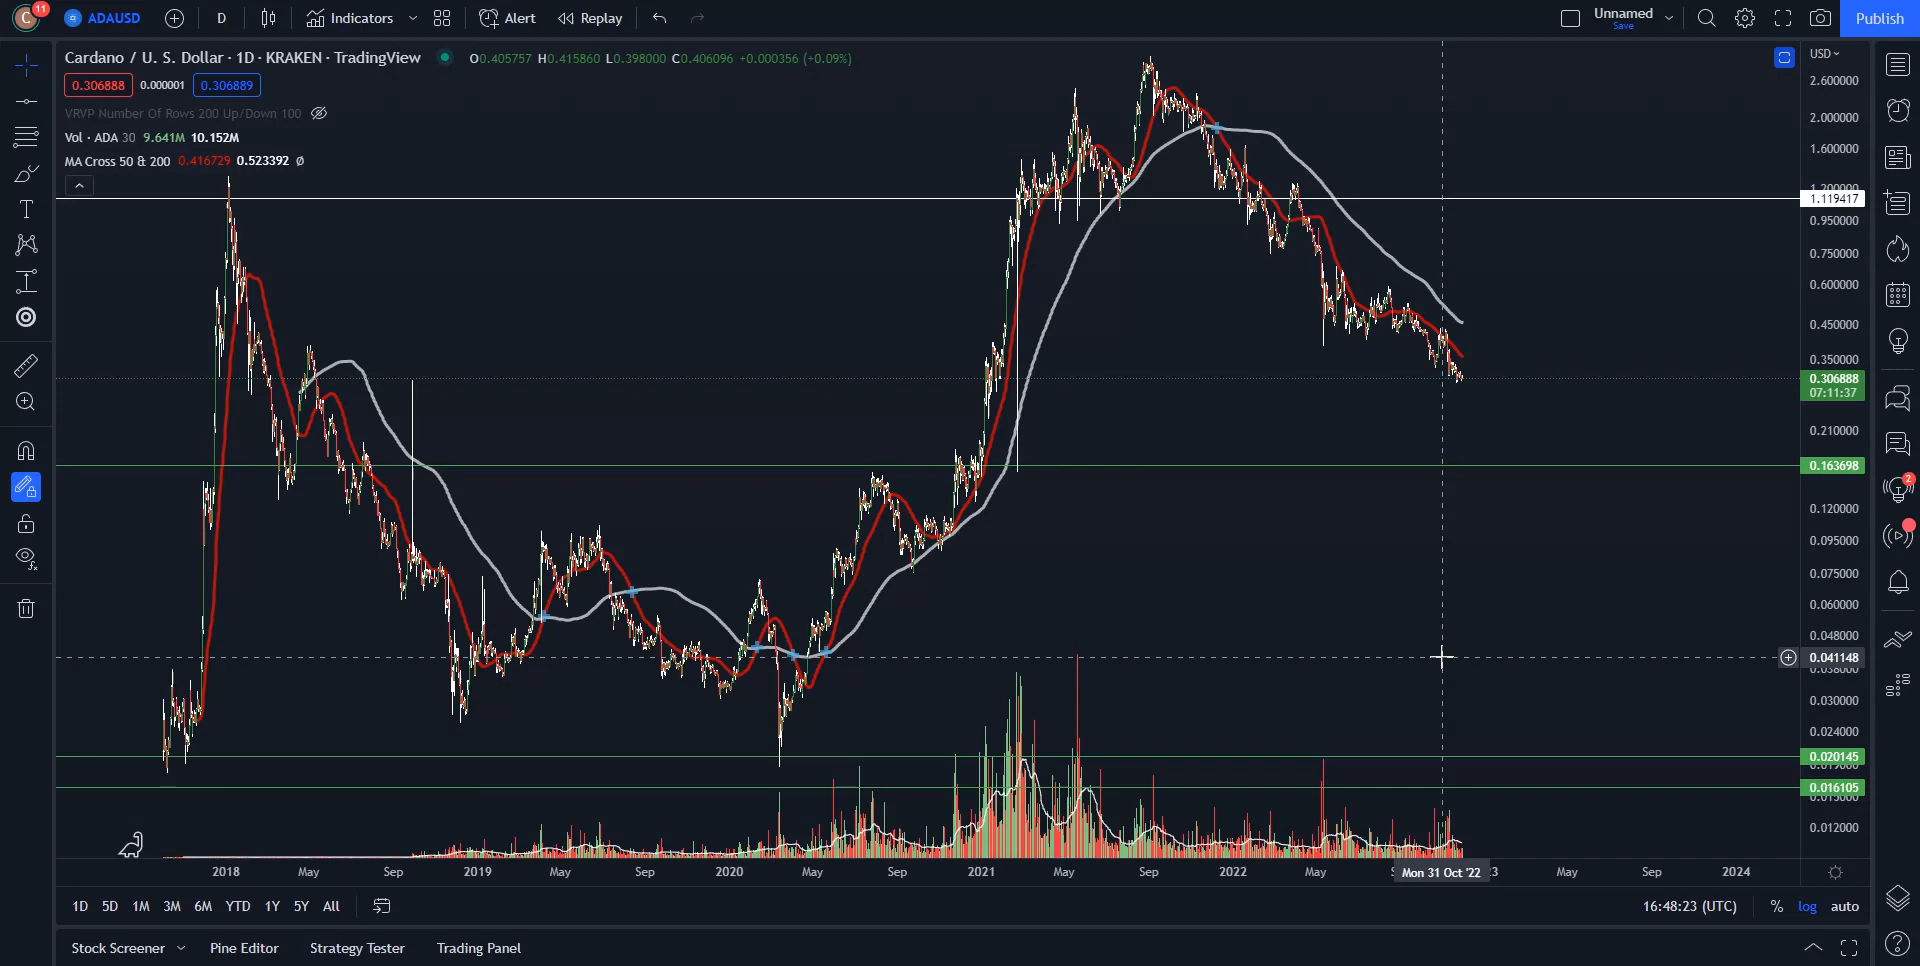 C 11 ADAUSD D Indicators Alert Replay Unnamed Save Publish
Cardano / U. S. Dollar · 1D · KRAKEN · TradingView O0.405757 H0.415860 L0.398000 C0.406096 +0.000356 (+0.09%)
0.306888 0.000001 0.306889
VRVP Number Of Rows 200 Up/Down 100
Vol · ADA 30 9.641M 10.152M
MA Cross 50 & 200 0.416729 0.523392 ø
USD
2.600000
2.000000
1.600000
1.200000
1.119417
0.950000
0.750000
0.600000
0.450000
0.350000
0.306888
07:11:37
0.210000
0.163698
0.120000
0.095000
0.075000
0.060000
0.048000
0.041148
0.038000
0.030000
0.024000
0.020145
0.019000
0.016105
0.015000
0.012000
2
2018 May Sep 2019 May Sep 2020 May Sep 2021 May Sep 2022 May Mon 31 Oct '22 May Sep 2024
1D 5D 1M 3M 6M YTD 1Y 5Y All 16:48:23 (UTC) % log auto
Stock Screener Pine Editor Strategy Tester Trading Panel